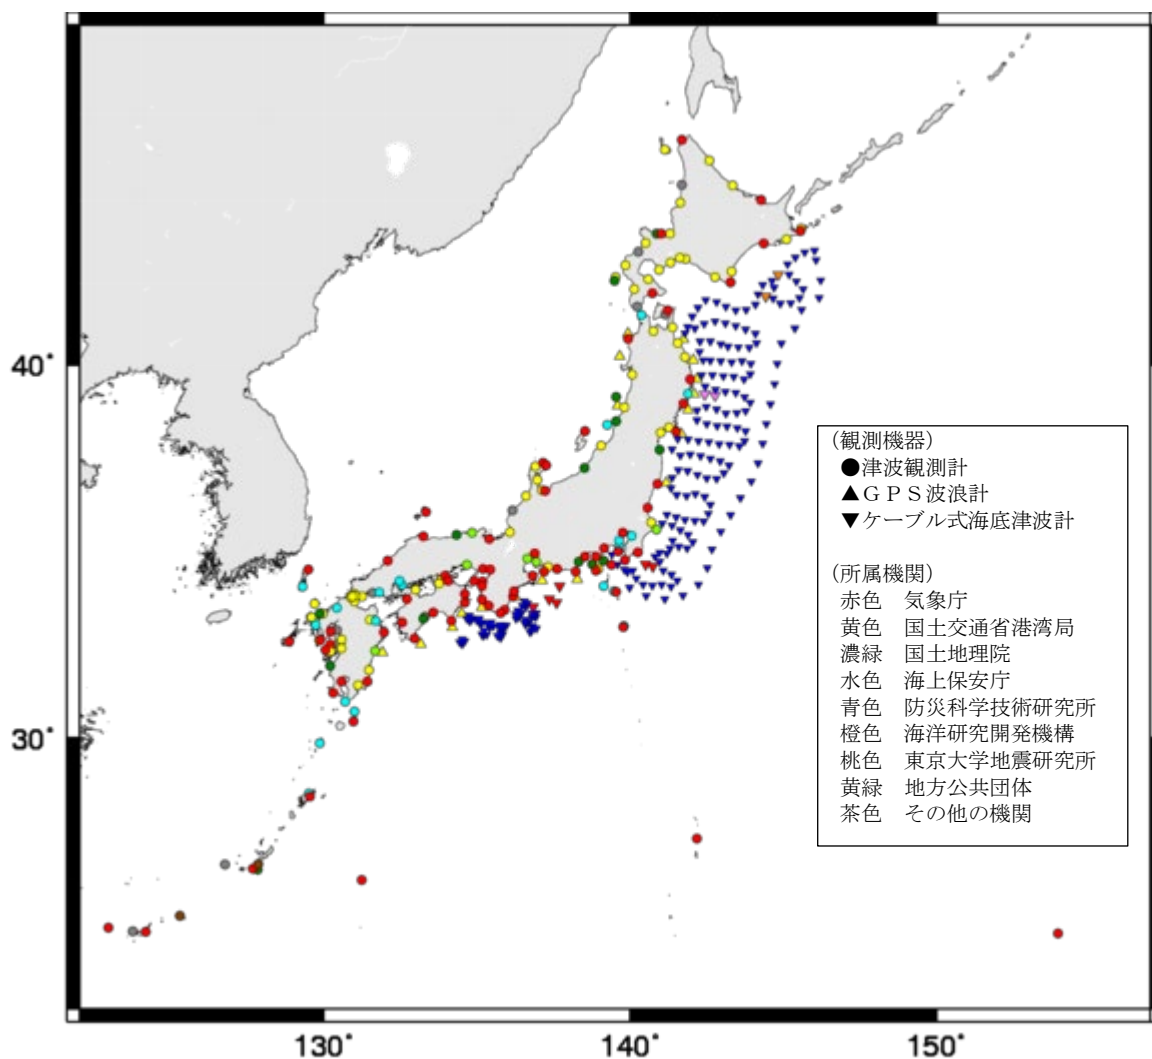 40°
30°
130°
140°
150°
(観測機器)
●津波観測計
▲GPS波浪計
▼ケーブル式海底津波計
(所属機関)
赤色 気象庁
黄色 国土交通省港湾局
濃緑 国土地理院
水色 海上保安庁
青色 防災科学技術研究所
橙色 海洋研究開発機構
桃色 東京大学地震研究所
黄緑 地方公共団体
茶色 その他の機関